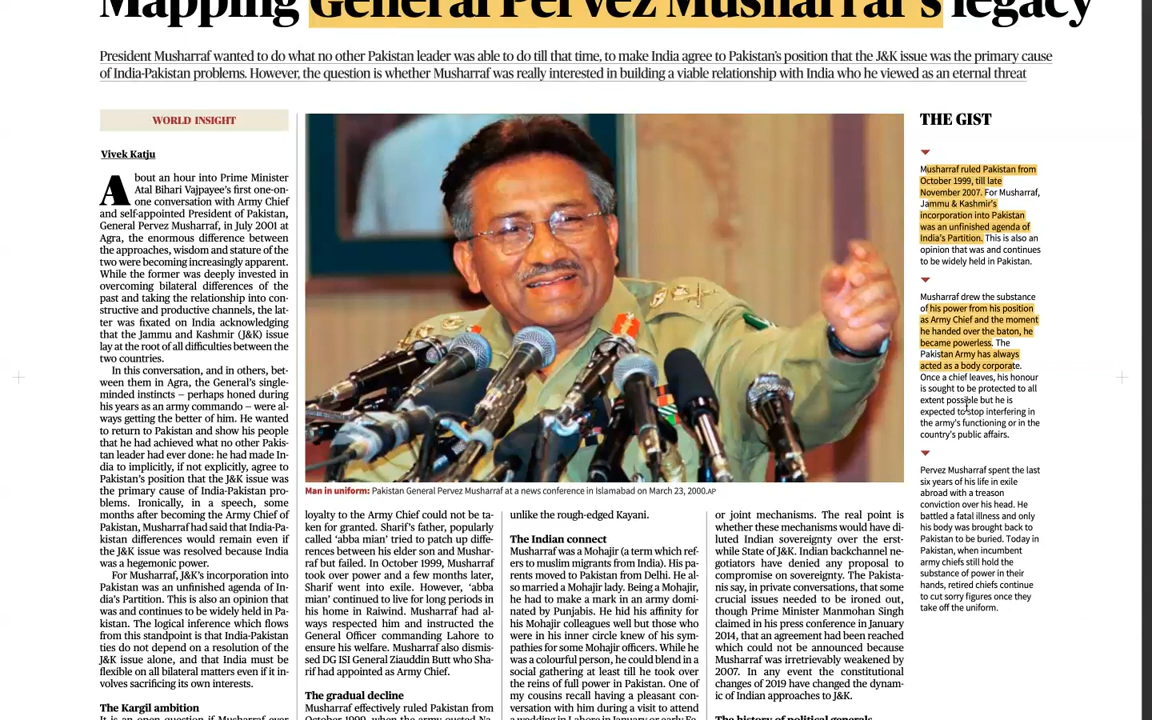 Mapping General Pervez Musharraf's legacy
President Musharraf wanted to do what no other Pakistan leader was able to do till that time, to make India agree to Pakistan's position that the J&K issue was the primary cause
of India-Pakistan problems. However, the question is whether Musharraf was really interested in building a viable relationship with India who he viewed as an eternal threat
WORLD INSIGHT
Vivek Katju
About an hour into Prime Minister
Atal Bihari Vajpayee's first one-on-
one conversation with Army Chief
and self-appointed President of Pakistan,
General Pervez Musharraf, in July 2001 at
Agra, the enormous difference between
the approaches, wisdom and stature of the
two were becoming increasingly apparent.
While the former was deeply invested in
overcoming bilateral differences of the
past and taking the relationship into con-
structive and productive channels, the lat-
ter was fixated on India acknowledging
that the Jammu and Kashmir (J&K) issue
lay at the root of all difficulties between the
two countries.
In this conversation, and in others, bet-
ween them in Agra, the General's single-
minded instincts — perhaps honed during
his years as an army commando — were al-
ways getting the better of him. He wanted
to return to Pakistan and show his people
that he had achieved what no other Pakis-
tan leader had ever done: he had made In-
dia to implicitly, if not explicitly, agree to
Pakistan's position that the J&K issue was
the primary cause of India-Pakistan pro-
blems. Ironically, in a speech, some
months after becoming the Army Chief of
Pakistan, Musharraf had said that India-Pa-
kistan differences would remain even if
the J&K issue was resolved because India
was a hegemonic power.
For Musharraf, J&K's incorporation into
Pakistan was an unfinished agenda of In-
dia's Partition. This is also an opinion that
was and continues to be widely held in Pa-
kistan. The logical inference which flows
from this standpoint is that India-Pakistan
ties do not depend on a resolution of the
J&K issue alone, and that India must be
flexible on all bilateral matters even if it in-
volves sacrificing its own interests.
The Kargil ambition
It is an open question if Musharraf ever
Man in uniform: Pakistan General Pervez Musharraf at a news conference in Islamabad on March 23, 2000.AP
loyalty to the Army Chief could not be ta-
ken for granted. Sharif's father, popularly
called 'abba mian' tried to patch up diffe-
rences between his elder son and Mushar-
raf but failed. In October 1999, Musharraf
took over power and a few months later,
Sharif went into exile. However, 'abba
mian' continued to live for long periods in
his home in Raiwind. Musharraf had al-
ways respected him and instructed the
General Officer commanding Lahore to
ensure his welfare. Musharraf also dismis-
sed DG ISI General Ziauddin Butt who Sha-
rif had appointed as Army Chief.
The gradual decline
Musharraf effectively ruled Pakistan from
October 1999, when the army ousted Na-
unlike the rough-edged Kayani.
The Indian connect
Musharraf was a Mohajir (a term which ref-
ers to muslim migrants from India). His pa-
rents moved to Pakistan from Delhi. He al-
so married a Mohajir lady. Being a Mohajir,
he had to make a mark in an army domi-
nated by Punjabis. He hid his affinity for
his Mohajir colleagues well but those who
were in his inner circle knew of his sym-
pathies for some Mohajir officers. While he
was a colourful person, he could blend in a
social gathering at least till he took over
the reins of full power in Pakistan. One of
my cousins recall having a pleasant con-
versation with him during a visit to attend
a wedding in Lahore in January or early Fe-
or joint mechanisms. The real point is
whether these mechanisms would have di-
luted Indian sovereignty over the erst-
while State of J&K. Indian backchannel ne-
gotiators have denied any proposal to
compromise on sovereignty. The Pakista-
nis say, in private conversations, that some
crucial issues needed to be ironed out,
though Prime Minister Manmohan Singh
claimed in his press conference in January
2014, that an agreement had been reached
which could not be announced because
Musharraf was irretrievably weakened by
2007. In any event the constitutional
changes of 2019 have changed the dynam-
ic of Indian approaches to J&K.
The history of political generals
THE GIST
Musharraf ruled Pakistan from
October 1999, till late
November 2007. For Musharraf,
Jammu & Kashmir's
incorporation into Pakistan
was an unfinished agenda of
India's Partition. This is also an
opinion that was and continues
to be widely held in Pakistan.
Musharraf drew the substance
of his power from his position
as Army Chief and the moment
he handed over the baton, he
became powerless. The
Pakistan Army has always
acted as a body corporate.
Once a chief leaves, his honour
is sought to be protected to all
extent possible but he is
expected to stop interfering in
the army's functioning or in the
country's public affairs.
Pervez Musharraf spent the last
six years of his life in exile
abroad with a treason
conviction over his head. He
battled a fatal illness and only
his body was brought back to
Pakistan to be buried. Today in
Pakistan, when incumbent
army chiefs still hold the
substance of power in their
hands, retired chiefs continue
to cut sorry figures once they
take off the uniform.